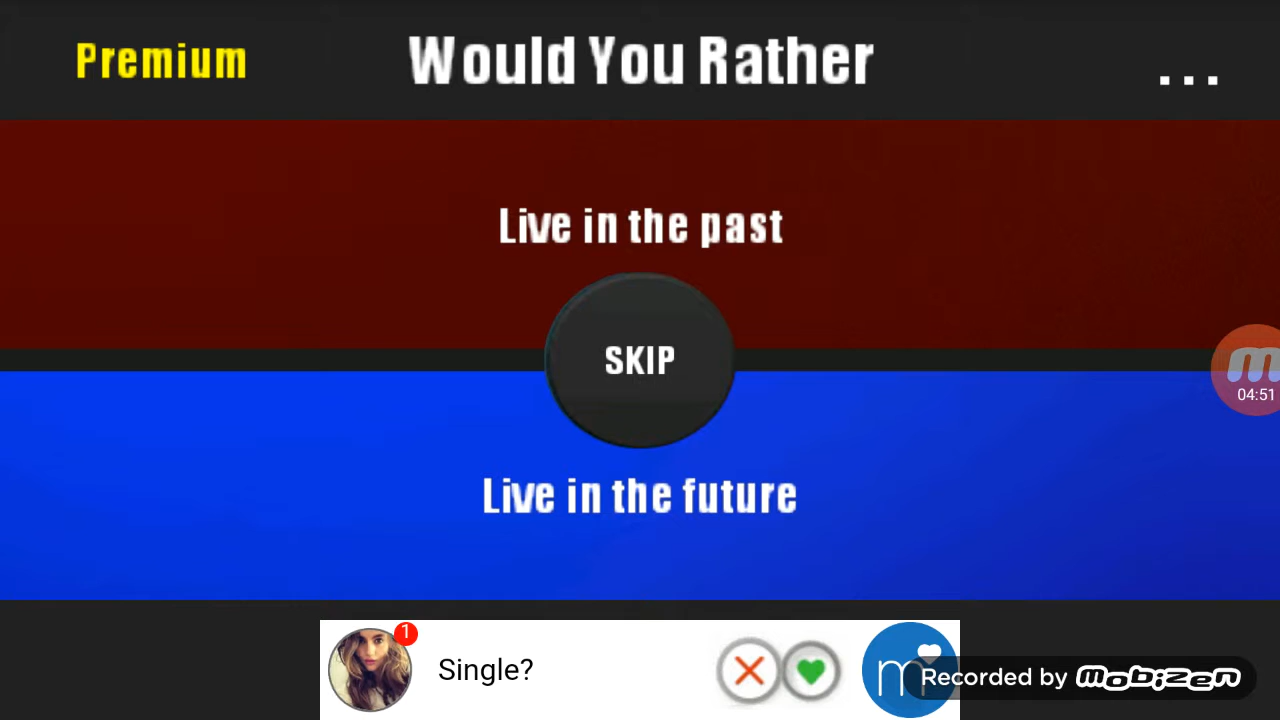 Premium
Would You Rather
...
Live in the past
SKIP
04:51
Live in the future
1
Single?
m
Recorded by mobizen